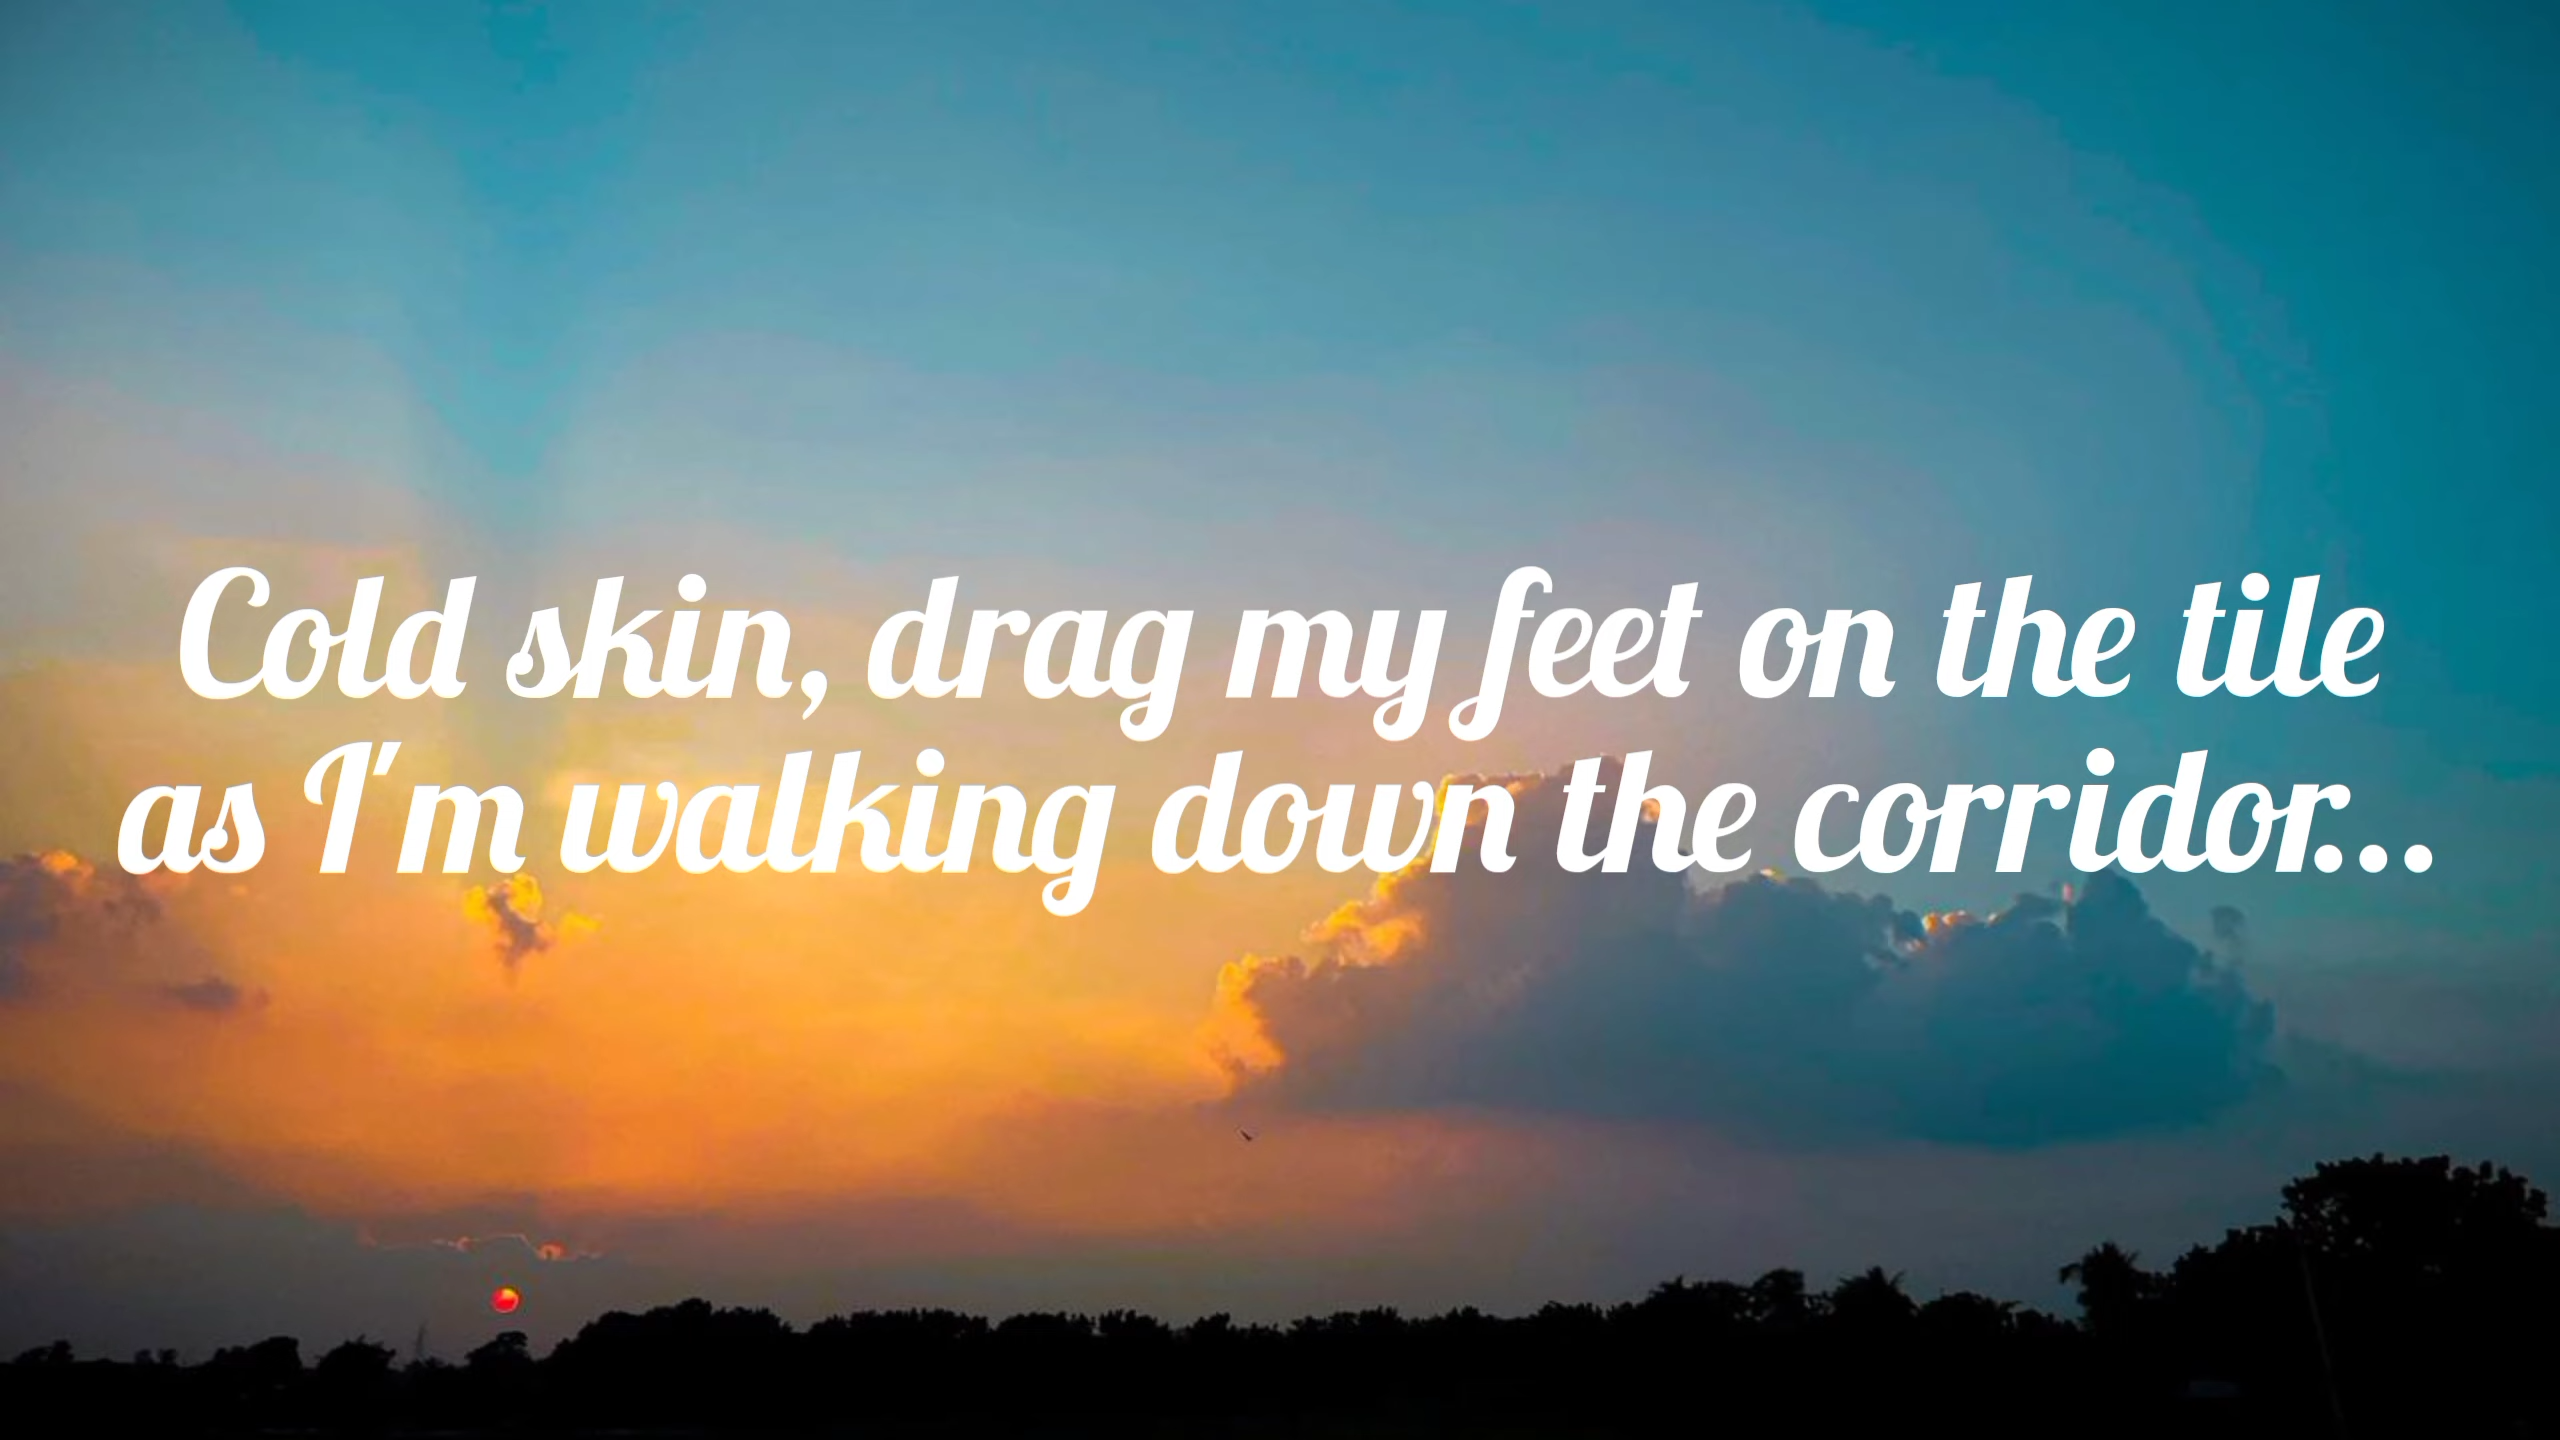 Cold skin, drag my feet on the tile
as I'm walking down the corridor...